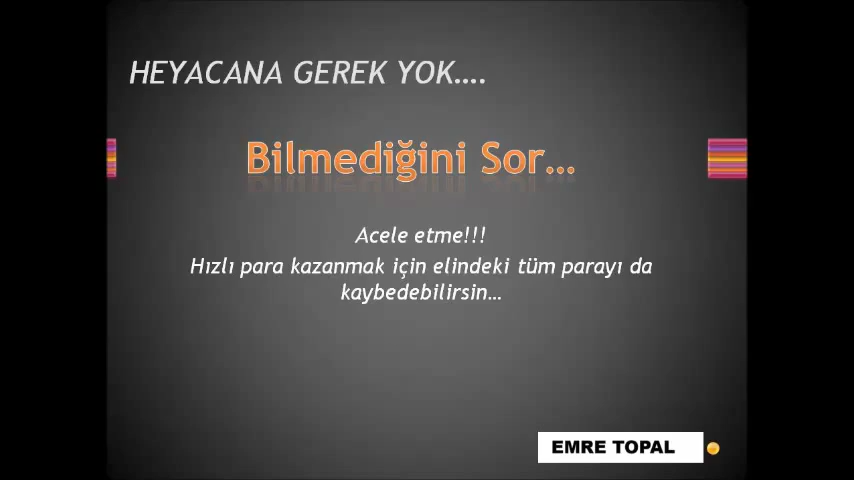 HEYACANA GEREK YOK....
Bilmediğini Sor...
Acele etme!!!
Hızlı para kazanmak için elindeki tüm parayı da
kaybedebilirsin...
EMRE TOPAL